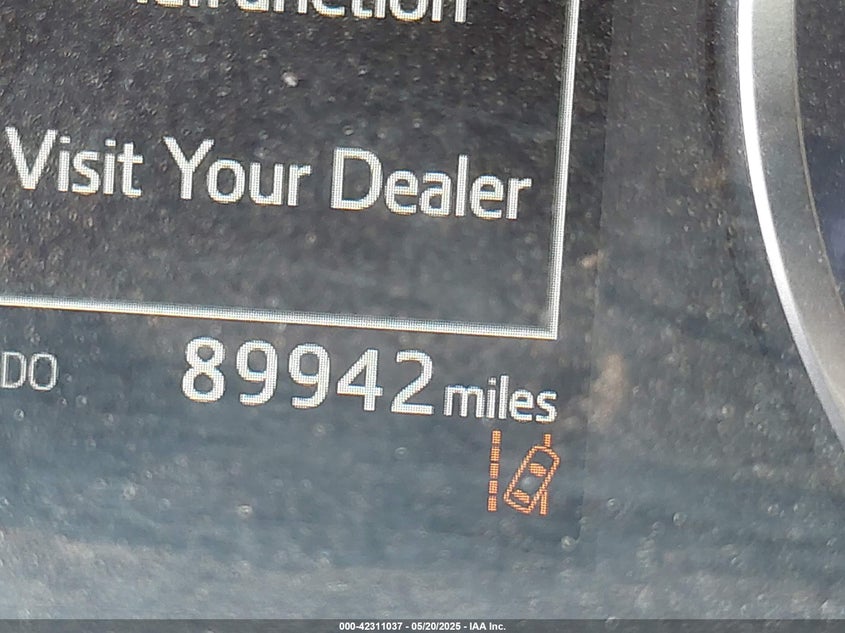 Visit Your Dealer
DO 89942 miles
000-42311037 - 05/20/2025 - IAA Inc.